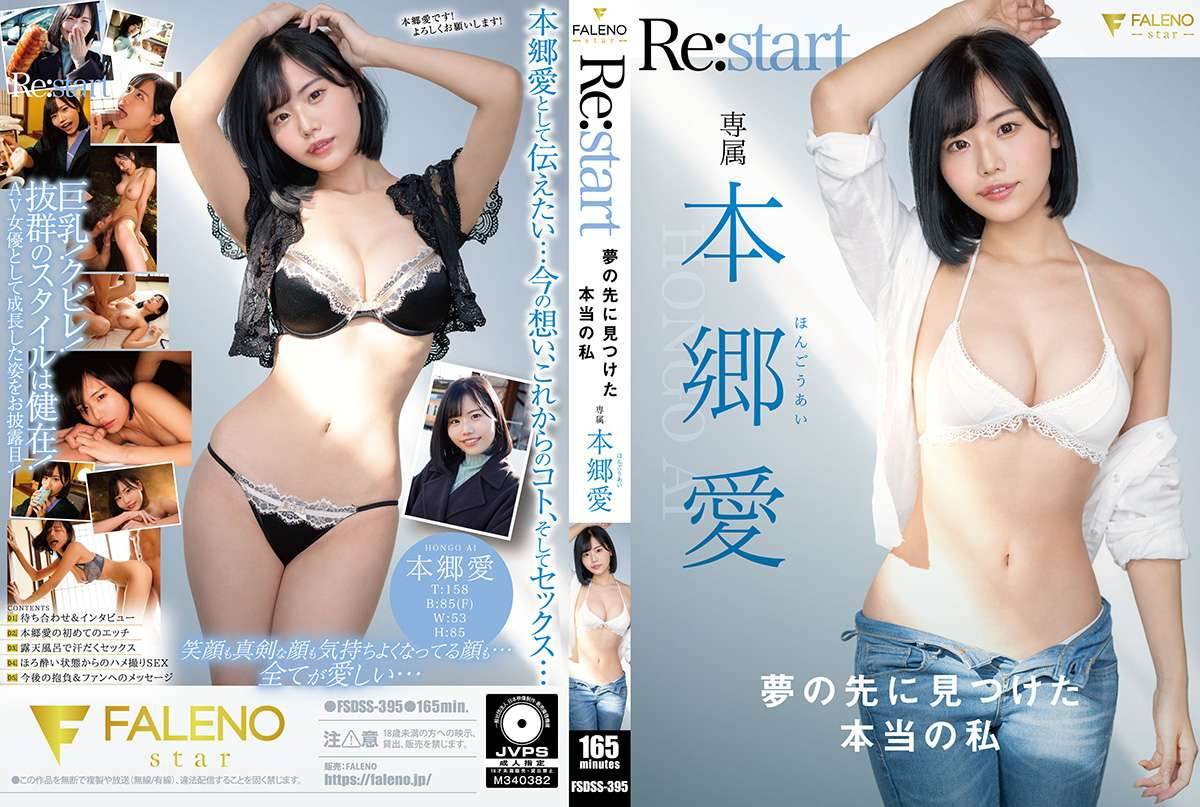 Re:start
本郷愛です!
よろしくお願いします!
本郷愛として伝えたい…今の想い、これからのコト、そしてセックス…
巨乳!クビレ!
抜群のスタイルは健在!
AV女優として成長した姿をお披露目!
HONGO AI
本郷愛
T:158
B:85(F)
W:53
H:85
笑顔も真剣な顔も気持ちよくなってる顔も…
全てが愛しい…
CONTENTS
01 待ち合わせ&インタビュー
02 本郷愛の初めてのエッチ
03 露天風呂で汗だくセックス
04 ほろ酔い状態からのハメ撮りSEX
05 今後の抱負&ファンへのメッセージ
FALENO
star
●この作品を無断で複製や放送(無線/有線)、違法配信することを固く禁じます。
●FSDSS-395●165min.
注意
18歳未満の方への映示、
貸出、販売を禁じます。
販売:FALENO
https://faleno.jp/
JVPS
成人指定
M340382
FALENO
star
Re:start
夢の先に見つけた
本当の私
専属
本郷愛
ほんごうあい
165
minutes
FSDSS-395
Re:start
FALENO
star
専属
本郷愛
ほんごうあい
HONGO AI
夢の先に見つけた
本当の私